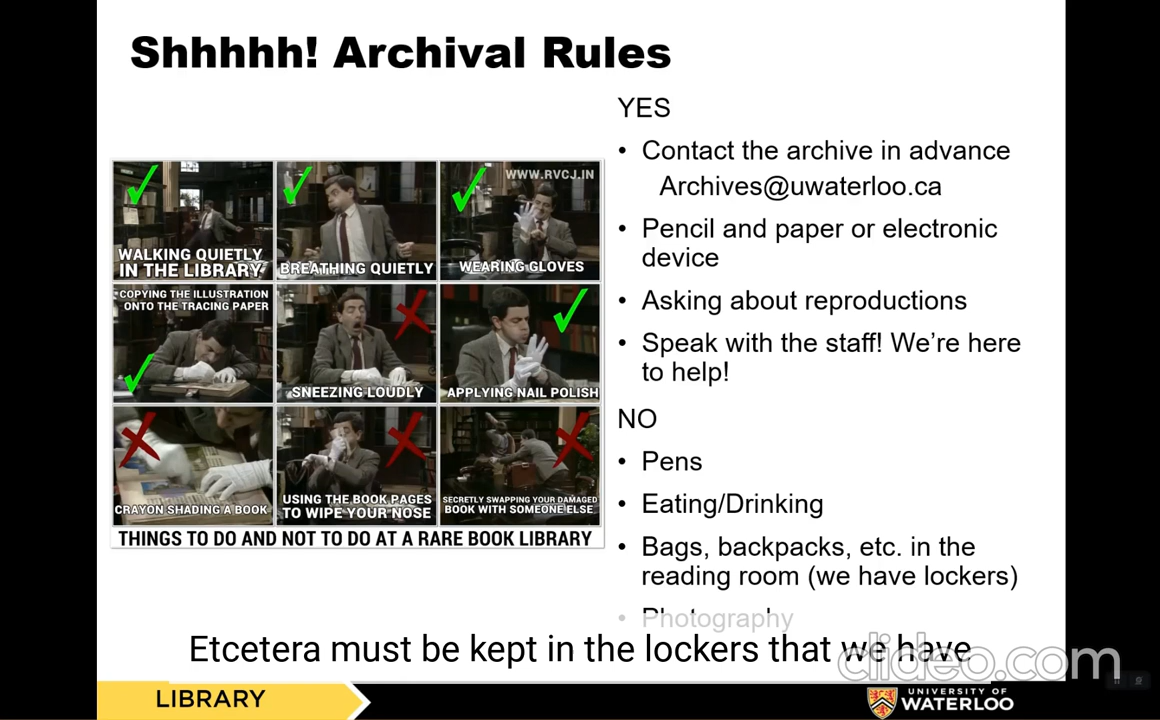 Shhhhh! Archival Rules
WWW.RVCJ.IN
WALKING QUIETLY
IN THE LIBRARY
BREATHING QUIETLY
WEARING GLOVES
COPYING THE ILLUSTRATION
ONTO THE TRACING PAPER
SNEEZING LOUDLY
APPLYING NAIL POLISH
CRAYON SHADING A BOOK
USING THE BOOK PAGES
TO WIPE YOUR NOSE
SECRETLY SWAPPING YOUR DAMAGED
BOOK WITH SOMEONE ELSE
THINGS TO DO AND NOT TO DO AT A RARE BOOK LIBRARY
YES
• Contact the archive in advance
Archives@uwaterloo.ca
• Pencil and paper or electronic
device
• Asking about reproductions
• Speak with the staff! We’re here
to help!
NO
• Pens
• Eating/Drinking
• Bags, backpacks, etc. in the
reading room (we have lockers)
• Photography
Etcetera must be kept in the lockers that we have
clideo.com
LIBRARY
UNIVERSITY OF
WATERLOO